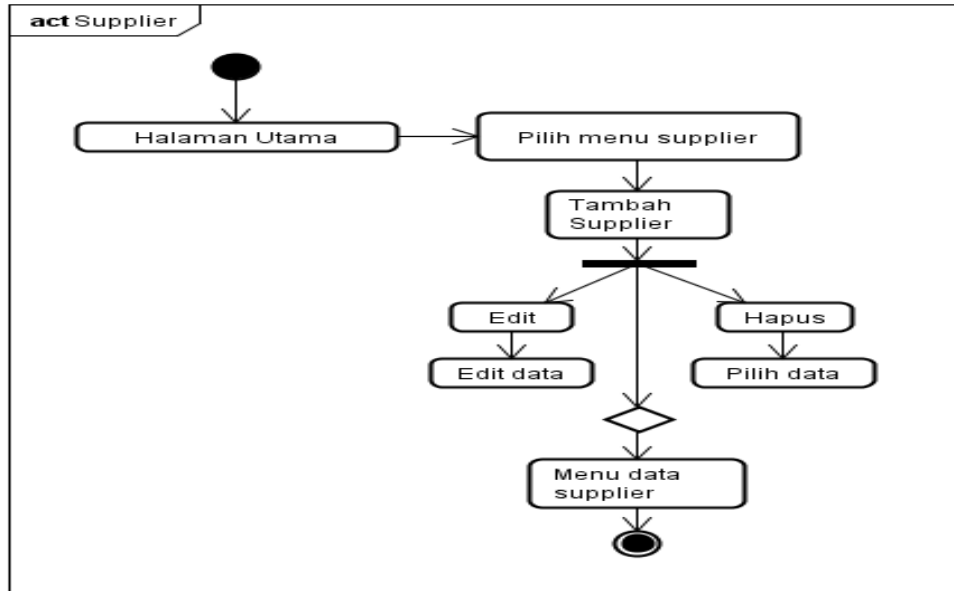 act Supplier
Halaman Utama
Pilih menu supplier
Tambah
Supplier
Edit
Hapus
Edit data
Pilih data
Menu data
supplier